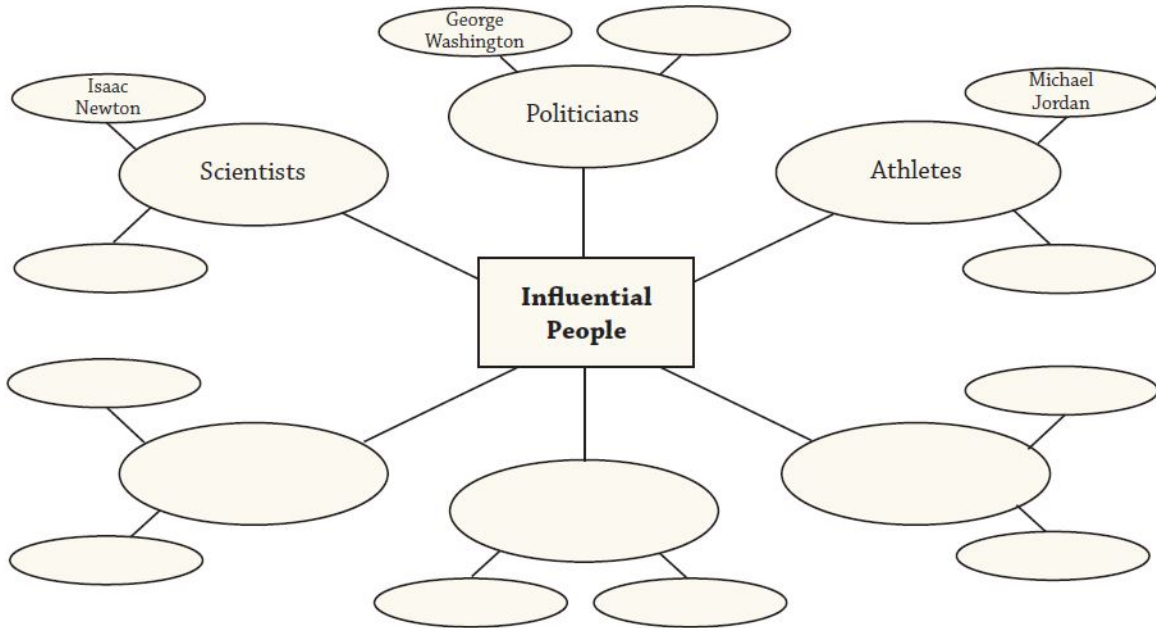 George
Washington
Isaac
Newton
Michael
Jordan
Politicians
Scientists
Athletes
Influential
People